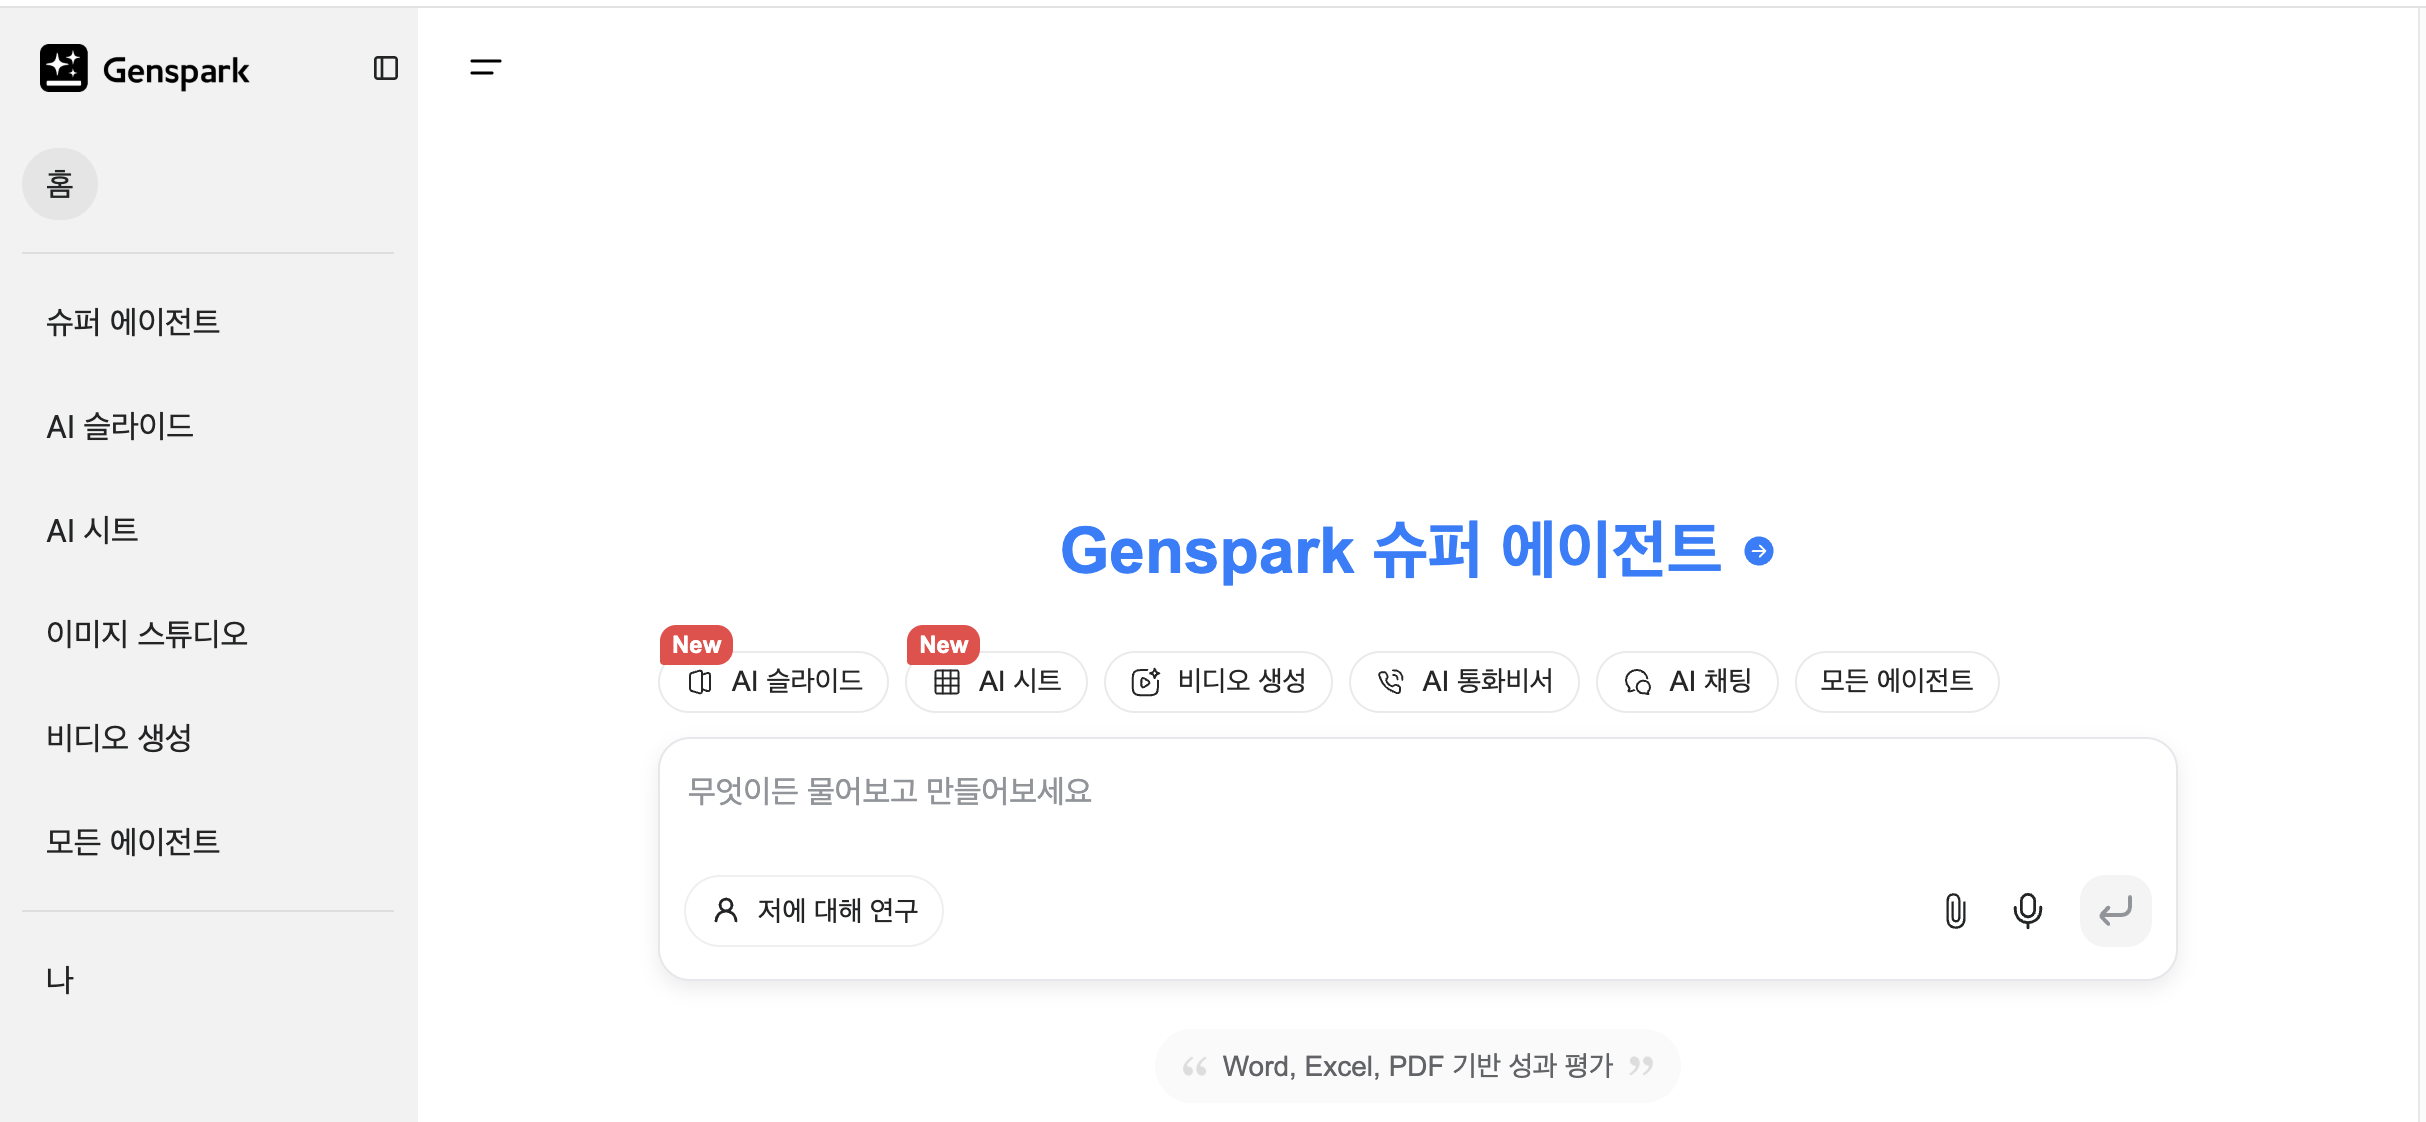 Genspark
홈
슈퍼 에이전트
AI 슬라이드
AI 시트
이미지 스튜디오
비디오 생성
모든 에이전트
나
Genspark 슈퍼 에이전트
New
AI 슬라이드
New
AI 시트
비디오 생성
AI 통화비서
AI 채팅
모든 에이전트
무엇이든 물어보고 만들어보세요
저에 대해 연구
“ Word, Excel, PDF 기반 성과 평가 ”